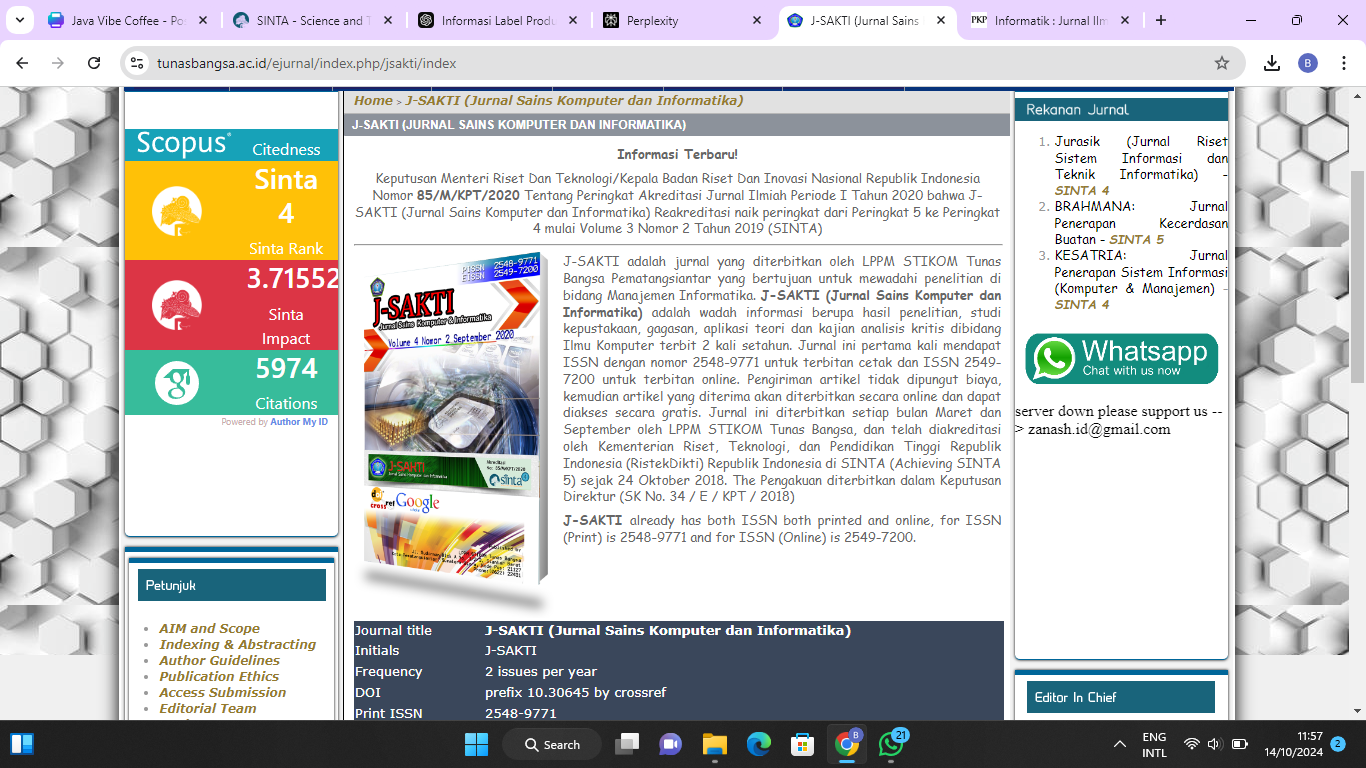 Java Vibe Coffee - Po
SINTA - Science and T
Informasi Label Produ
Perplexity
J-SAKTI (Jurnal Sains
Informatik : Jurnal Ilm
tunasbangsa.ac.id/ejurnal/index.php/jsakti/index
B
Scopus® Citedness
Sinta
4
Sinta Rank
3.71552
Sinta
Impact
5974
Citations
Powered by Author My ID
Petunjuk
AIM and Scope
Indexing & Abstracting
Author Guidelines
Publication Ethics
Access Submission
Editorial Team
Home > J-SAKTI (Jurnal Sains Komputer dan Informatika)
J-SAKTI (JURNAL SAINS KOMPUTER DAN INFORMATIKA)
Informasi Terbaru!
Keputusan Menteri Riset Dan Teknologi/Kepala Badan Riset Dan Inovasi Nasional Republik Indonesia
Nomor 85/M/KPT/2020 Tentang Peringkat Akreditasi Jurnal Ilmiah Periode I Tahun 2020 bahwa J-
SAKTI (Jurnal Sains Komputer dan Informatika) Reakreditasi naik peringkat dari Peringkat 5 ke Peringkat
4 mulai Volume 3 Nomor 2 Tahun 2019 (SINTA)
PISSN 2548-9771
EISSN 2549-7200
J-SAKTI
Jurnal Sains Komputer & Informatika
Volume 4 Nomor 2 September 2020
J-SAKTI
sinta
crossref
Google
J-SAKTI adalah jurnal yang diterbitkan oleh LPPM STIKOM Tunas
Bangsa Pematangsiantar yang bertujuan untuk mewadahi penelitian di
bidang Manajemen Informatika. J-SAKTI (Jurnal Sains Komputer dan
Informatika) adalah wadah informasi berupa hasil penelitian, studi
kepustakaan, gagasan, aplikasi teori dan kajian analisis kritis dibidang
Ilmu Komputer terbit 2 kali setahun. Jurnal ini pertama kali mendapat
ISSN dengan nomor 2548-9771 untuk terbitan cetak dan ISSN 2549-
7200 untuk terbitan online. Pengiriman artikel tidak dipungut biaya,
kemudian artikel yang diterima akan diterbitkan secara online dan dapat
diakses secara gratis. Jurnal ini diterbitkan setiap bulan Maret dan
September oleh LPPM STIKOM Tunas Bangsa, dan telah diakreditasi
oleh Kementerian Riset, Teknologi, dan Pendidikan Tinggi Republik
Indonesia (RistekDikti) Republik Indonesia di SINTA (Achieving SINTA
5) sejak 24 Oktober 2018. The Pengakuan diterbitkan dalam Keputusan
Direktur (SK No. 34 / E / KPT / 2018)
J-SAKTI already has both ISSN both printed and online, for ISSN
(Print) is 2548-9771 and for ISSN (Online) is 2549-7200.
Journal title J-SAKTI (Jurnal Sains Komputer dan Informatika)
Initials J-SAKTI
Frequency 2 issues per year
DOI prefix 10.30645 by crossref
Print ISSN 2548-9771
Rekanan Jurnal
1. Jurasik (Jurnal Riset
Sistem Informasi dan
Teknik Informatika) -
SINTA 4
2. BRAHMANA: Jurnal
Penerapan Kecerdasan
Buatan - SINTA 5
3. KESATRIA: Jurnal
Penerapan Sistem Informasi
(Komputer & Manajemen) -
SINTA 4
Whatsapp
Chat with us now
server down please support us --
> zanash.id@gmail.com
Editor In Chief
Search
B
21
ENG
INTL
11:57
14/10/2024
2